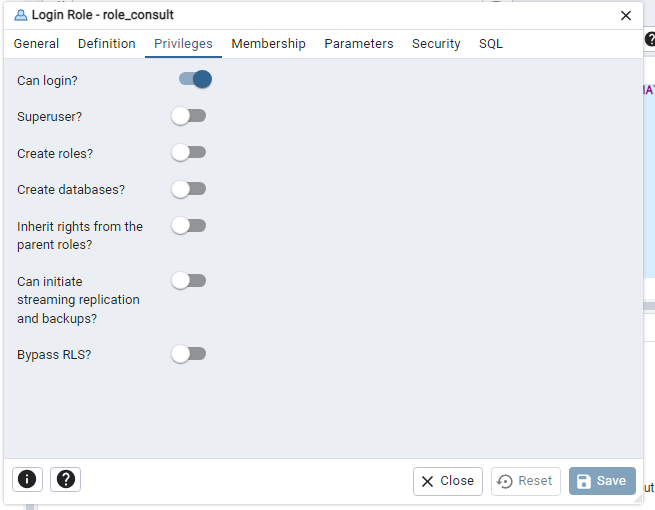 Login Role - role_consult
General Definition Privileges Membership Parameters Security SQL
Can login?
Superuser?
Create roles?
Create databases?
Inherit rights from the
parent roles?
Can initiate
streaming replication
and backups?
Bypass RLS?
Close Reset Save